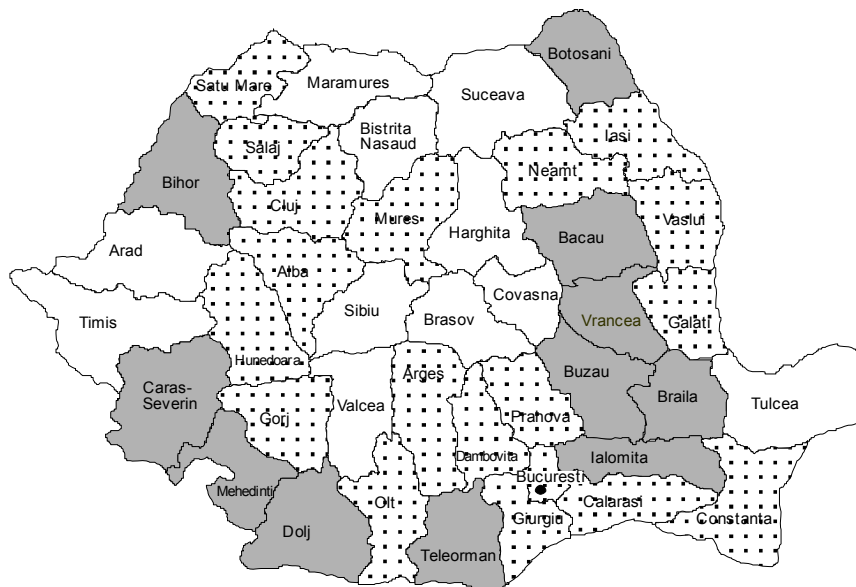 Botosani
Satu Mare
Maramures
Suceava
Iasi
Bistrita
Nasaud
Salaj
Neamt
Bihor
Cluj
Mures
Vaslui
Harghita
Bacau
Arad
Alba
Covasna
Sibiu
Timis
Brasov
Vrancea
Galati
Hunedoara
Buzau
Arges
Caras-
Severin
Braila
Valcea
Tulcea
Gorj
Prahova
Dambovita
Ialomita
Bucuresti
Mehedinti
Olt
Calarasi
Giurgiu
Constanta
Dolj
Teleorman